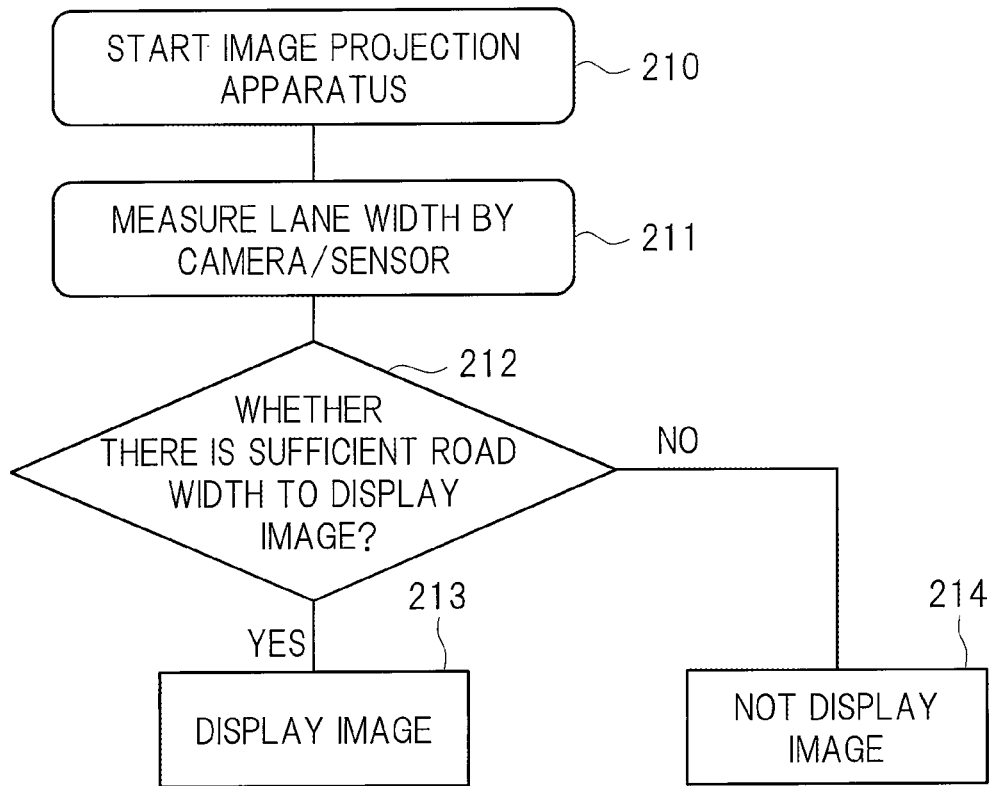 START IMAGE PROJECTION
APPARATUS
210
MEASURE LANE WIDTH BY
CAMERA/SENSOR
211
212
WHETHER
THERE IS SUFFICIENT ROAD
WIDTH TO DISPLAY
IMAGE?
NO
YES
213
DISPLAY IMAGE
214
NOT DISPLAY
IMAGE